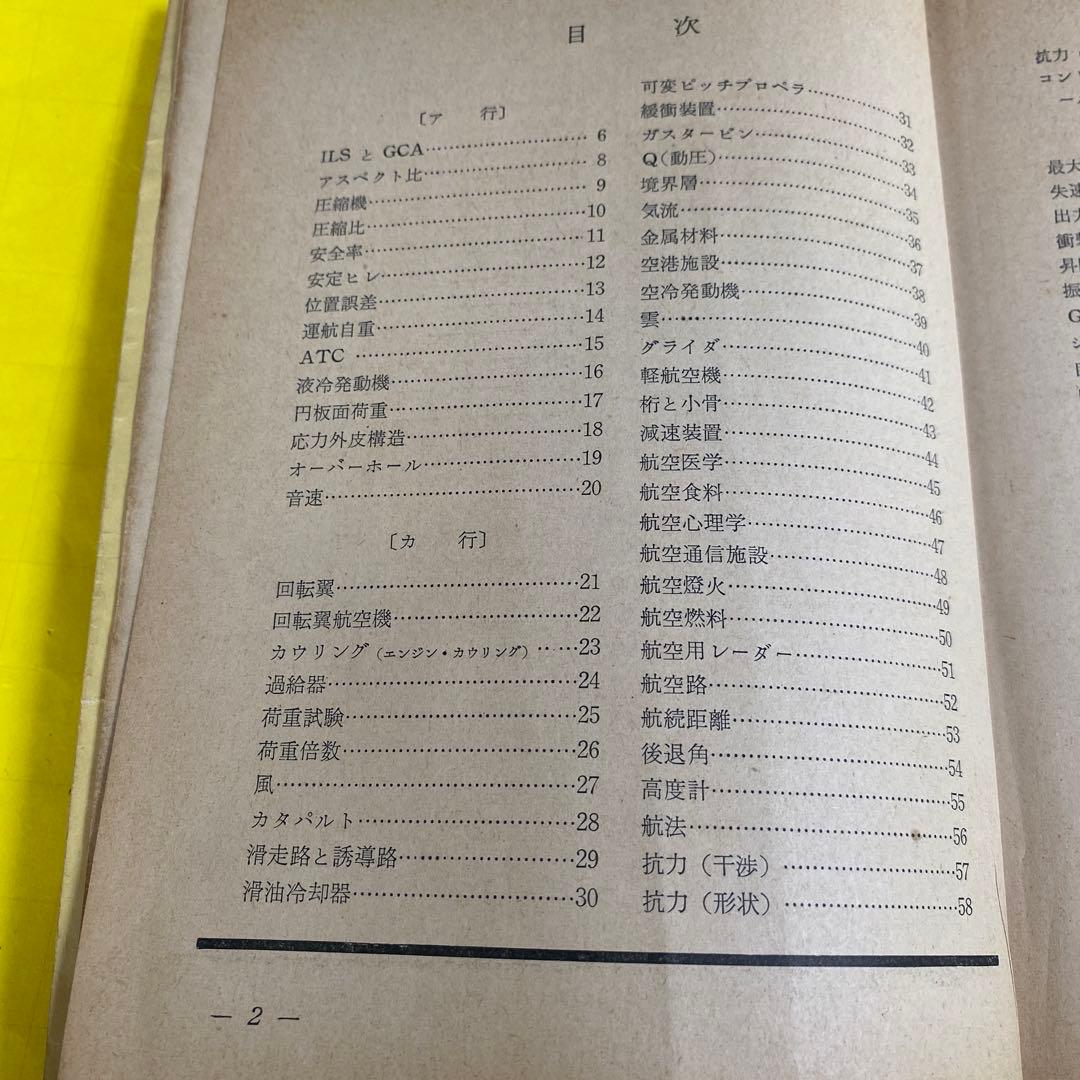 目 次
〔ア 行〕
ILS と GCA…………………… 6
アスペクト比…………………… 8
圧縮機…………………… 9
圧縮比……………………10
安全率……………………11
安定ヒレ……………………12
位置誤差……………………13
運航自重……………………14
ATC ……………………15
液冷発動機……………………16
円板面荷重……………………17
応力外皮構造……………………18
オーバーホール……………………19
音速……………………20
〔カ 行〕
回転翼……………………21
回転翼航空機……………………22
カウリング(エンジン・カウリング)……23
過給器……………………24
荷重試験……………………25
荷重倍数……………………26
風……………………27
カタパルト……………………28
滑走路と誘導路……………………29
滑油冷却器……………………30
可変ピッチプロペラ……………………31
緩衝装置……………………32
ガスタービン……………………33
Q(動圧)……………………34
境界層……………………35
気流……………………36
金属材料……………………37
空港施設……………………38
空冷発動機……………………39
雲……………………40
グライダ……………………41
軽航空機……………………42
桁と小骨……………………43
減速装置……………………44
航空医学……………………45
航空食料……………………46
航空心理学……………………47
航空通信施設……………………48
航空燈火……………………49
航空燃料……………………50
航空用レーダー……………………51
航空路……………………52
航続距離……………………53
後退角……………………54
高度計……………………55
航法……………………56
抗力(干渉)……………………57
抗力(形状)……………………58
— 2 —
抗力
コン
最大
失速
出力
衝撃
昇
振
G